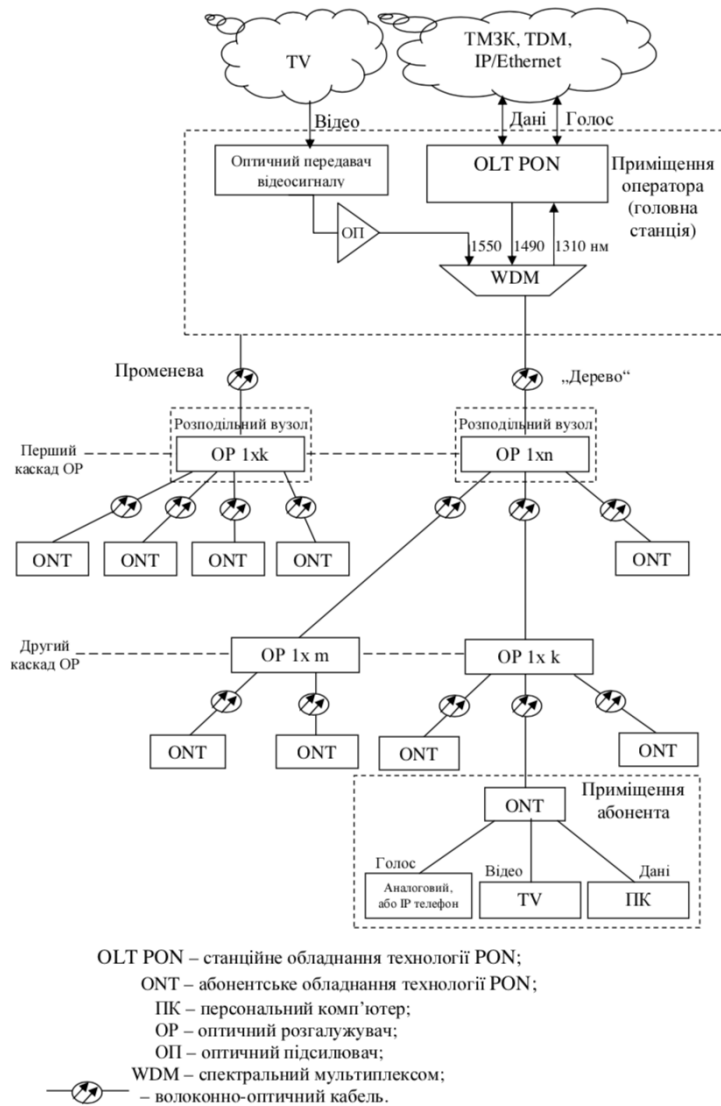 TV
ТМЗК, TDM,
IP/Ethernet
Відео
Дані
Голос
Оптичний передавач
відеосигналу
OLT PON
Приміщення
оператора
(головна
станція)
ОП
1550
1490
1310 нм
WDM
Променева
„Дерево“
Розподільний вузол
Розподільний вузол
Перший
каскад ОР
ОР 1xk
ОР 1xn
ONT
ONT
ONT
ONT
ONT
Другий
каскад ОР
ОР 1x m
ОР 1x k
ONT
ONT
ONT
ONT
Приміщення
абонента
ONT
Голос
Відео
Дані
Аналоговий,
або IP телефон
TV
ПК
OLT PON – станційне обладнання технології PON;
ONT – абонентське обладнання технології PON;
ПК – персональний комп’ютер;
ОР – оптичний розгалужувач;
ОП – оптичний підсилювач;
WDM – спектральний мультиплексом;
– волоконно-оптичний кабель.